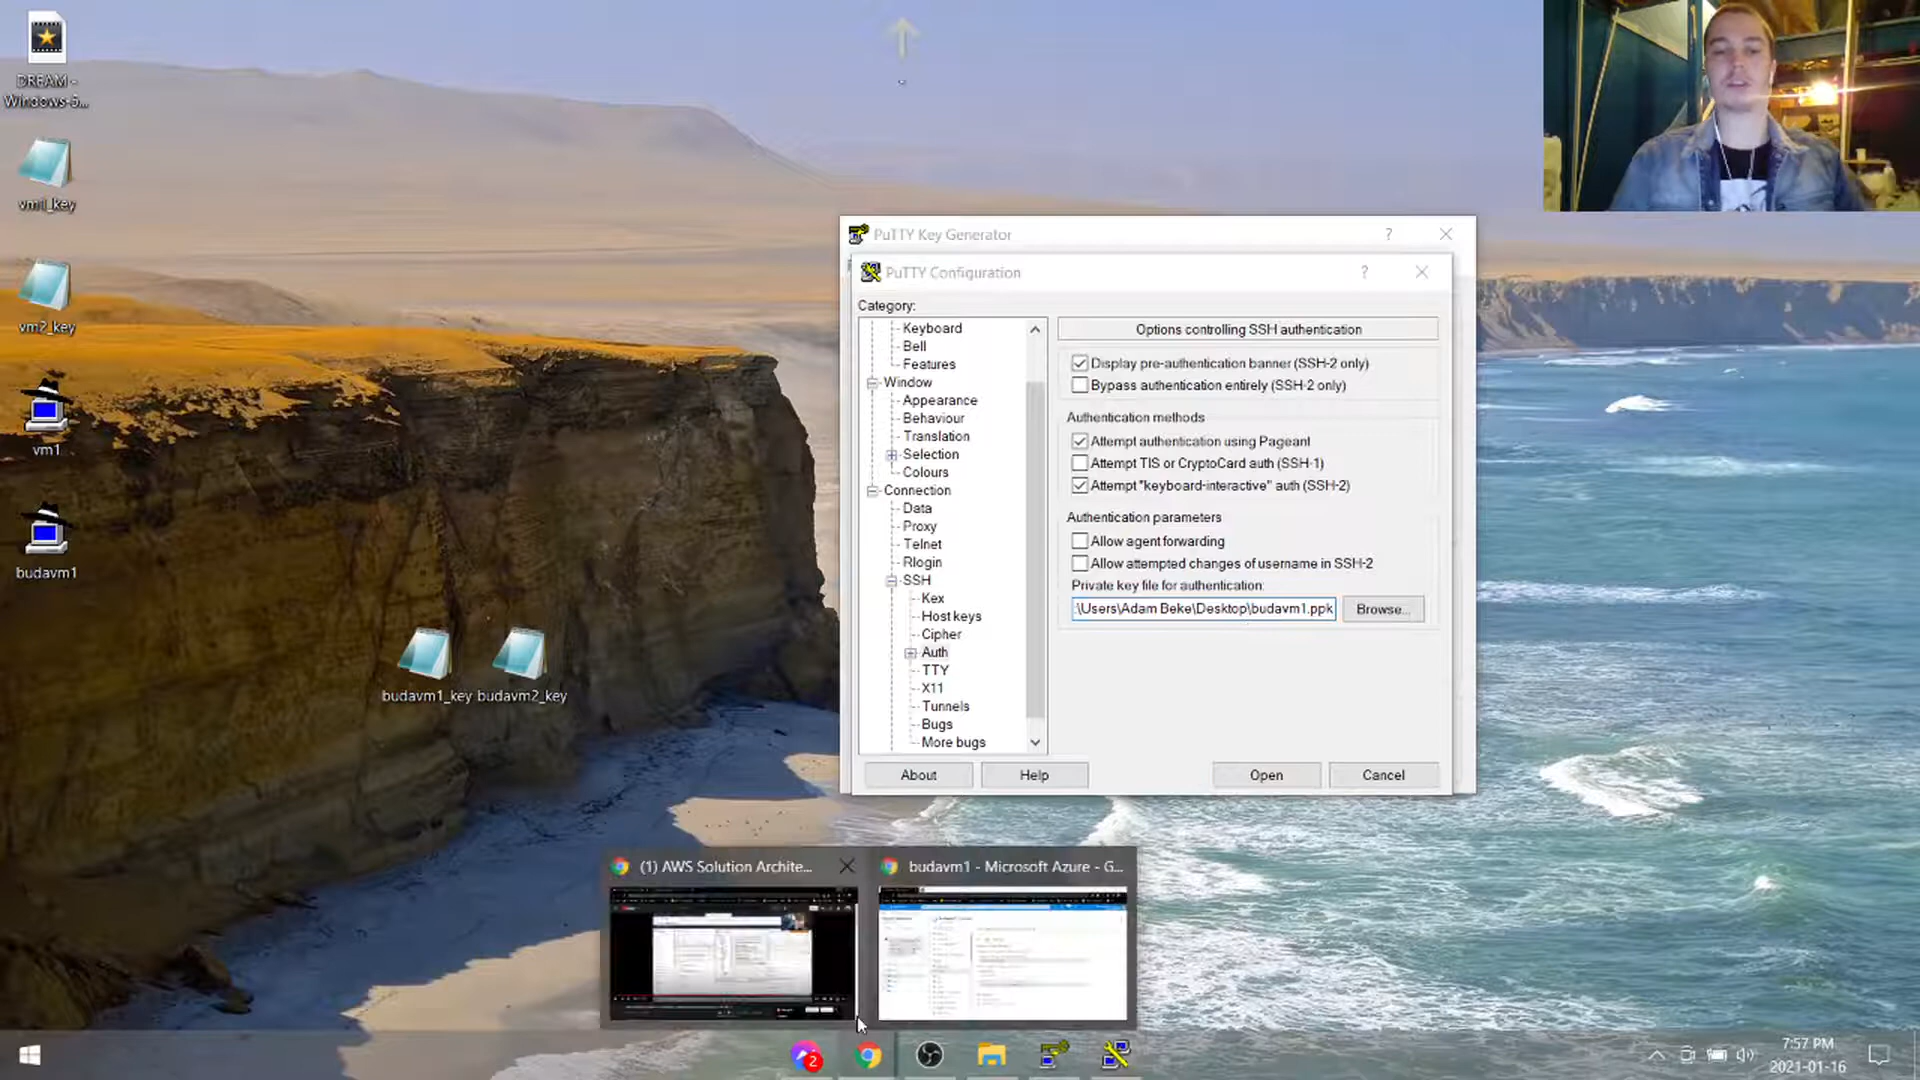 DREAM -
Windows-5...
vm1_key
vm2_key
vm1
budavm1
budavm1_key
budavm2_key
PuTTY Key Generator
?
PuTTY Configuration
?
Category:
Keyboard
Bell
Features
Window
Appearance
Behaviour
Translation
Selection
Colours
Connection
Data
Proxy
Telnet
Rlogin
SSH
Kex
Host keys
Cipher
Auth
TTY
X11
Tunnels
Bugs
More bugs
Options controlling SSH authentication
Display pre-authentication banner (SSH-2 only)
Bypass authentication entirely (SSH-2 only)
Authentication methods
Attempt authentication using Pageant
Attempt TIS or CryptoCard auth (SSH-1)
Attempt "keyboard-interactive" auth (SSH-2)
Authentication parameters
Allow agent forwarding
Allow attempted changes of username in SSH-2
Private key file for authentication:
:\Users\Adam Beke\Desktop\budavm1.ppk
Browse...
About
Help
Open
Cancel
(1) AWS Solution Archite...
budavm1 - Microsoft Azure - G...
2
7:57 PM
2021-01-16